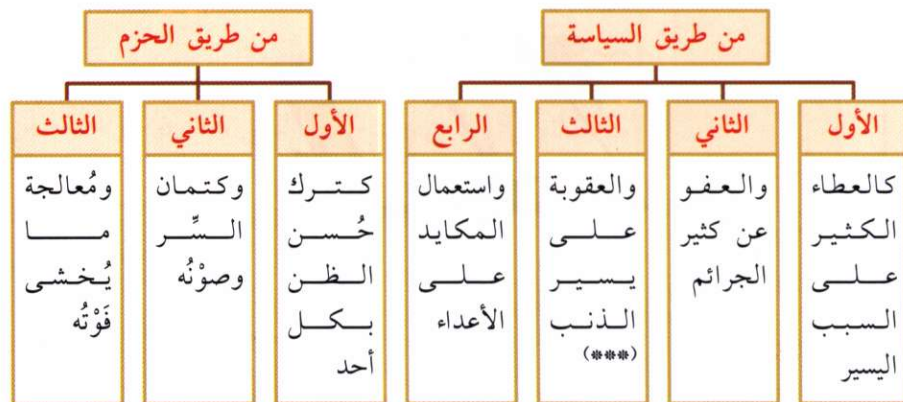 من طريق السياسة
الأول
كالعطاء
الكثير
على
السبب
اليسير
الثاني
والعفو
عن كثير
الجرائم
الثالث
والعقوبة
على
يسير
الذنب
(***)
الرابع
واستعمال
المكايد
على
الأعداء
من طريق الحزم
الأول
كترك
حُسن
الظن
بكل
أحد
الثاني
وكتمان
السِّر
وصوْنُه
الثالث
ومُعالجة
ما
يُخشى
فَوْتُه